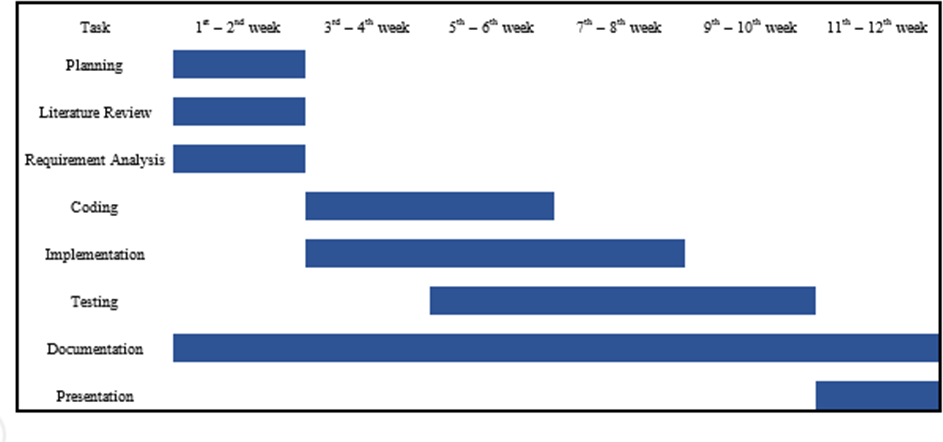 Task 1st – 2nd week 3rd – 4th week 5th – 6th week 7th – 8th week 9th – 10th week 11th – 12th week
Planning
Literature Review
Requirement Analysis
Coding
Implementation
Testing
Documentation
Presentation